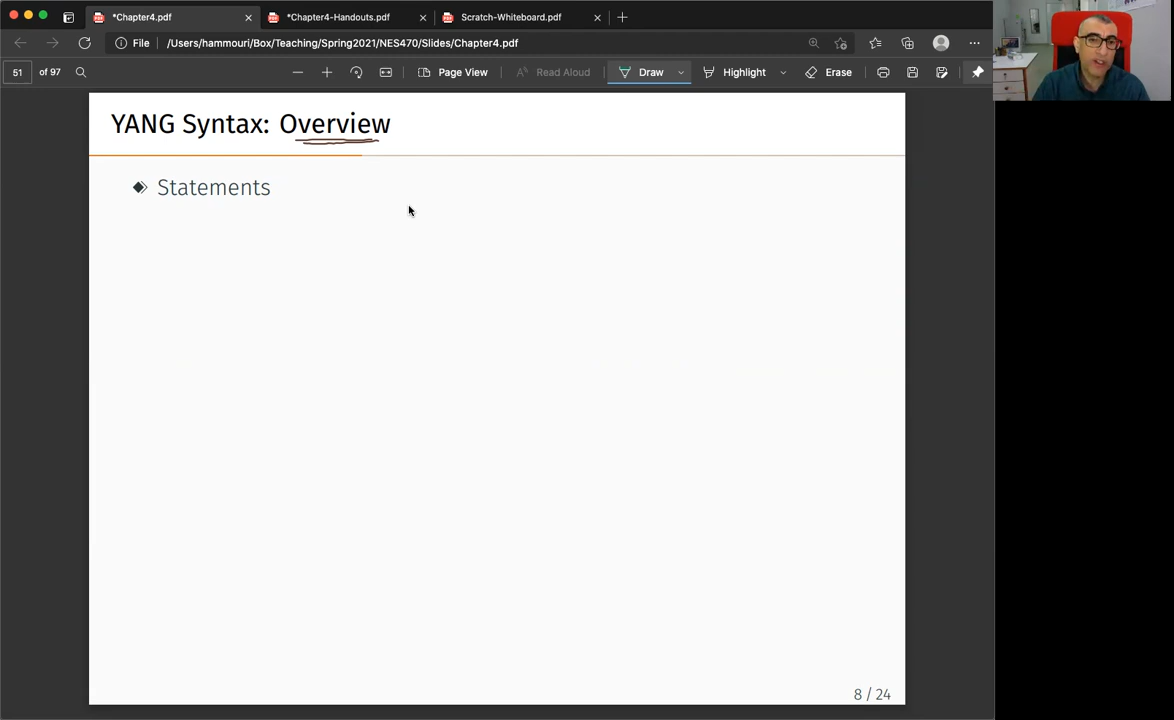 *Chapter4.pdf
*Chapter4-Handouts.pdf
Scratch-Whiteboard.pdf
File
/Users/hammouri/Box/Teaching/Spring2021/NES470/Slides/Chapter4.pdf
51 of 97
Page View
Read Aloud
Draw
Highlight
Erase
YANG Syntax: Overview
Statements
8 / 24